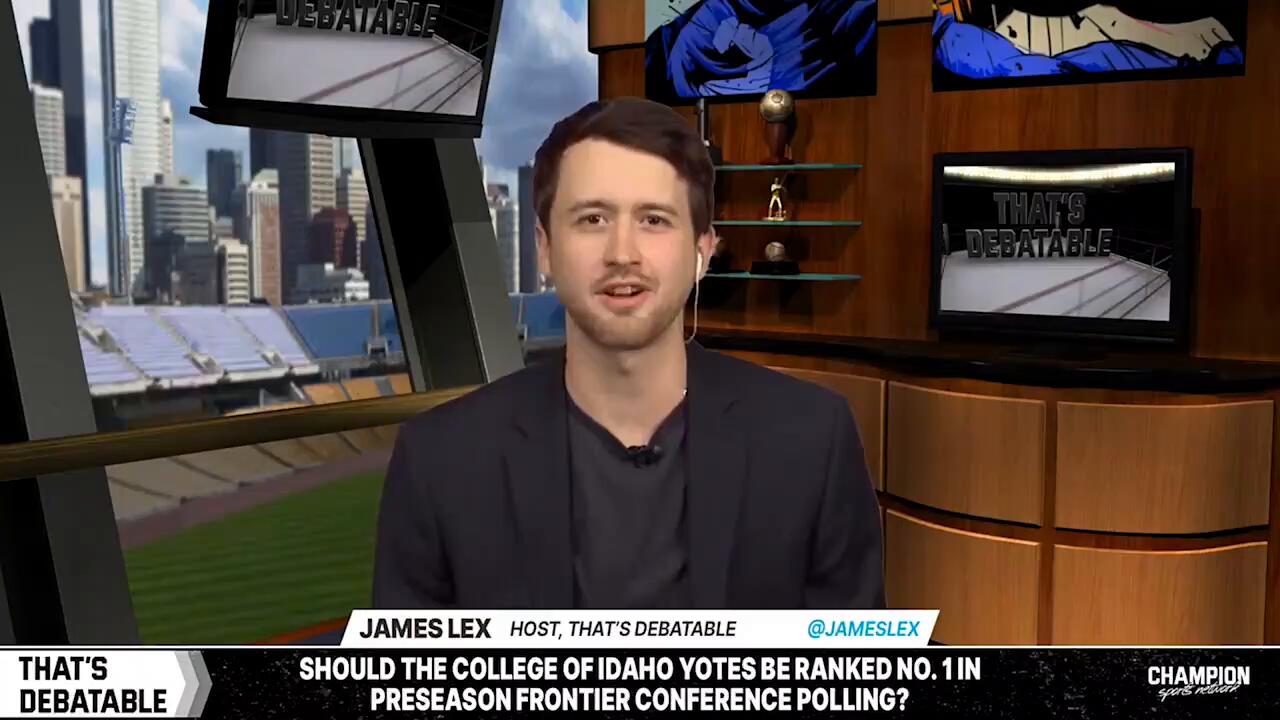 DEBATABLE
THAT'S
DEBATABLE
JAMES LEX HOST, THAT'S DEBATABLE @JAMESLEX
THAT'S
DEBATABLE
SHOULD THE COLLEGE OF IDAHO YOTES BE RANKED NO. 1 IN
PRESEASON FRONTIER CONFERENCE POLLING?
CHAMPION
sports network